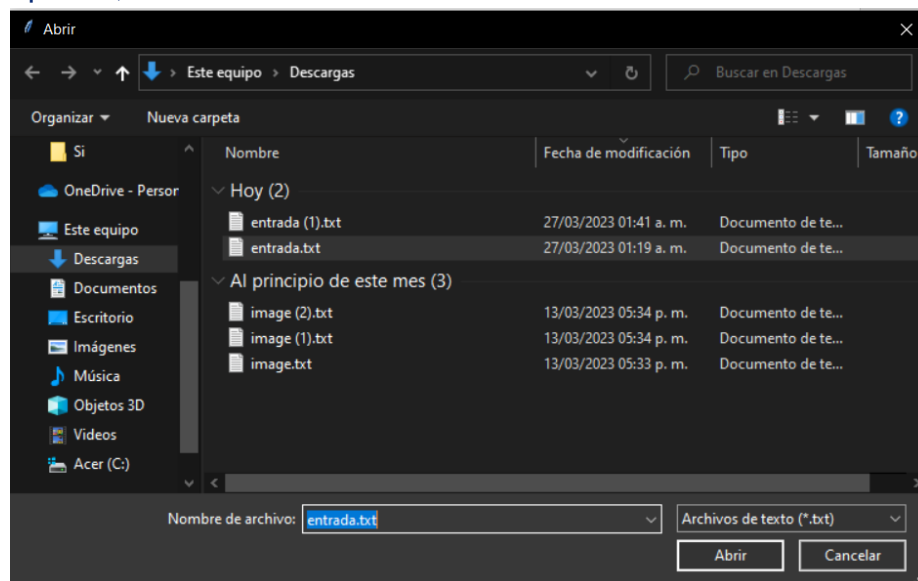 Abrir
Este equipo > Descargas
Buscar en Descargas
Organizar
Nueva carpeta
Nombre
Fecha de modificación
Tipo
Tamaño
Si
OneDrive - Person
Este equipo
Descargas
Documentos
Escritorio
Imágenes
Música
Objetos 3D
Videos
Acer (C:)
Hoy (2)
entrada (1).txt 27/03/2023 01:41 a. m. Documento de te...
entrada.txt 27/03/2023 01:19 a. m. Documento de te...
Al principio de este mes (3)
image (2).txt 13/03/2023 05:34 p. m. Documento de te...
image (1).txt 13/03/2023 05:34 p. m. Documento de te...
image.txt 13/03/2023 05:33 p. m. Documento de te...
Nombre de archivo: entrada.txt
Archivos de texto (*.txt)
Abrir
Cancelar